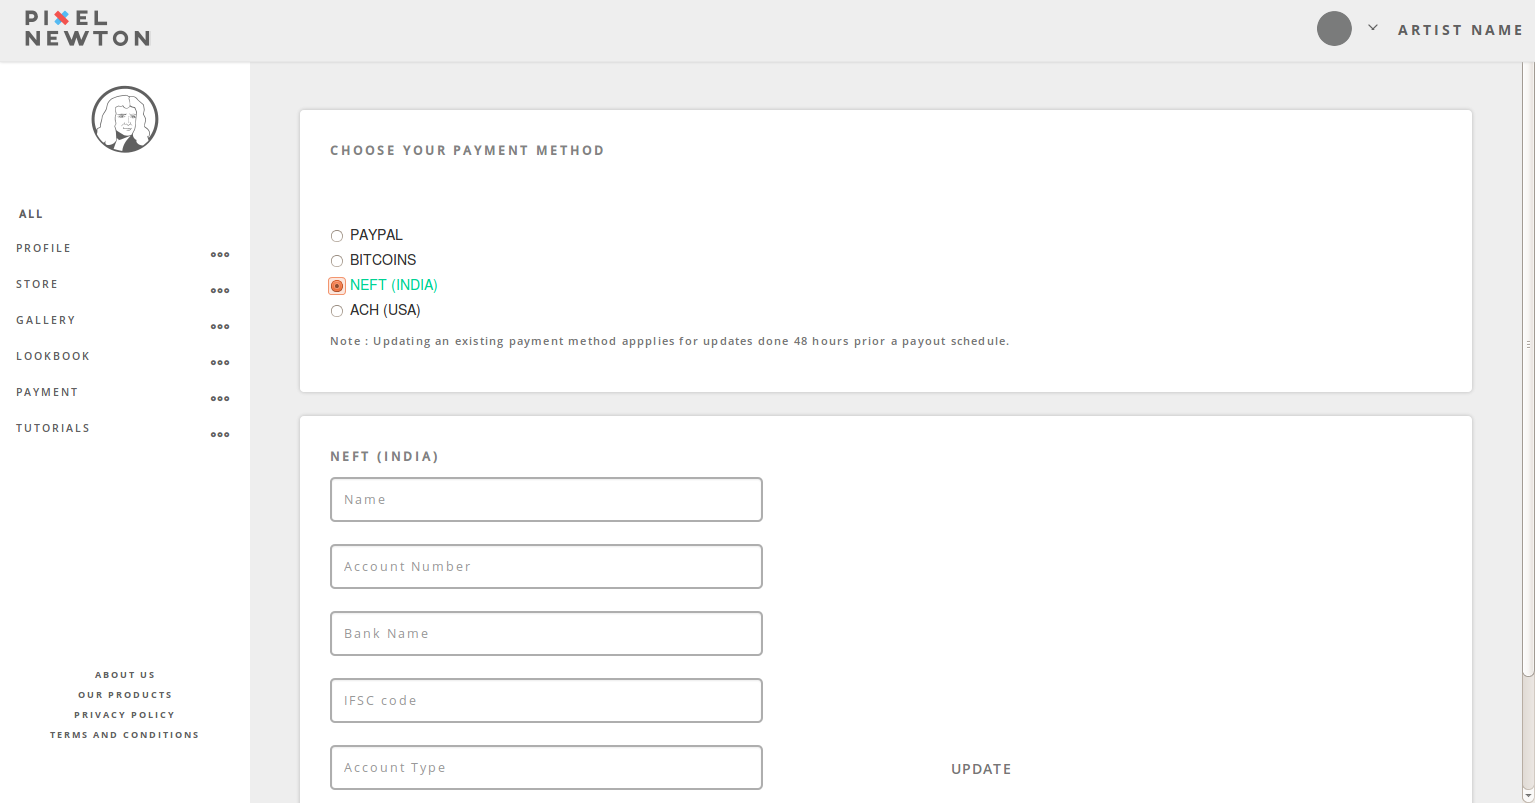 PIXEL
NEWTON
ARTIST NAME
ALL
PROFILE
STORE
GALLERY
LOOKBOOK
PAYMENT
TUTORIALS
ABOUT US
OUR PRODUCTS
PRIVACY POLICY
TERMS AND CONDITIONS
CHOOSE YOUR PAYMENT METHOD
PAYPAL
BITCOINS
NEFT (INDIA)
ACH (USA)
Note : Updating an existing payment method appplies for updates done 48 hours prior a payout schedule.
NEFT (INDIA)
Name
Account Number
Bank Name
IFSC code
Account Type
UPDATE